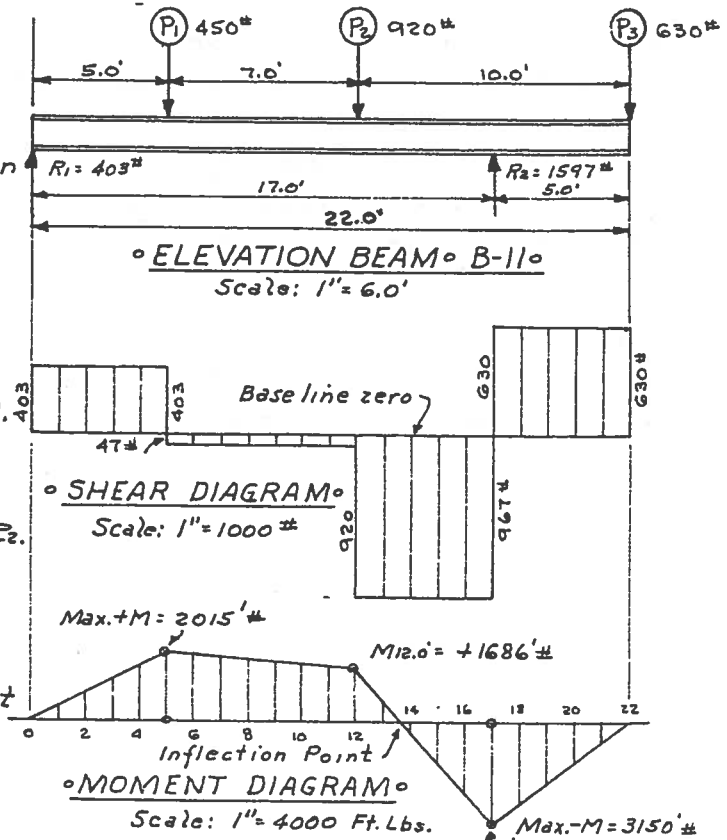 P1 450# P2 920# P3 630#
5.0' 7.0' 10.0'
n R1 = 403# R2 = 1597#
17.0' 5.0'
22.0'
∘ ELEVATION BEAM ∘ B-11 ∘
Scale: 1" = 6.0'
403 403 Base line zero 630 630#
47#
∘ SHEAR DIAGRAM ∘
Scale: 1" = 1000 #
920 967#
Max.+M = 2015'#
M12.0' = +1686'#
t
0 2 4 6 8 10 12 14 16 18 20 22
Inflection Point
∘ MOMENT DIAGRAM ∘
Scale: 1" = 4000 Ft. Lbs.
Max.-M = 3150'#